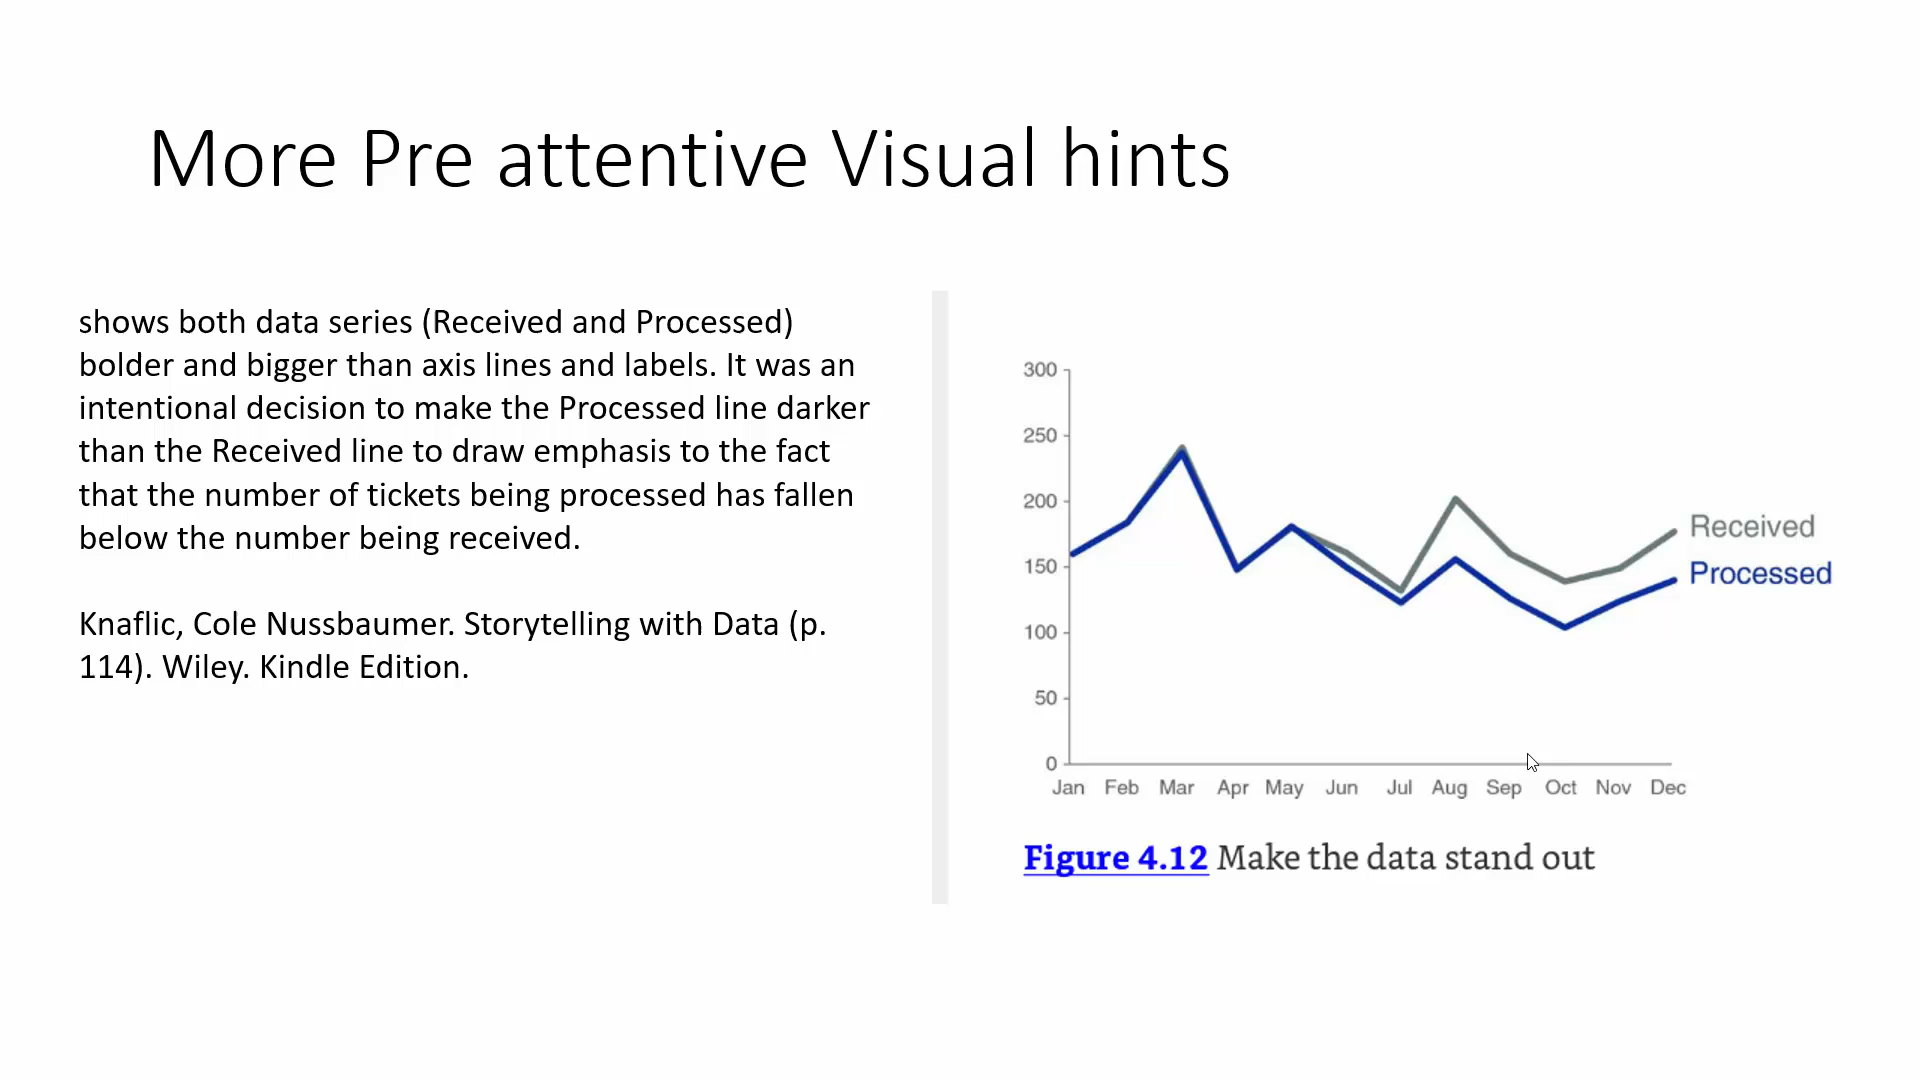 More Pre attentive Visual hints
shows both data series (Received and Processed)
bolder and bigger than axis lines and labels. It was an
intentional decision to make the Processed line darker
than the Received line to draw emphasis to the fact
that the number of tickets being processed has fallen
below the number being received.
Knaflic, Cole Nussbaumer. Storytelling with Data (p.
114). Wiley. Kindle Edition.
300
250
200
150
100
50
0
Jan Feb Mar Apr May Jun Jul Aug Sep Oct Nov Dec
Received
Processed
Figure 4.12 Make the data stand out